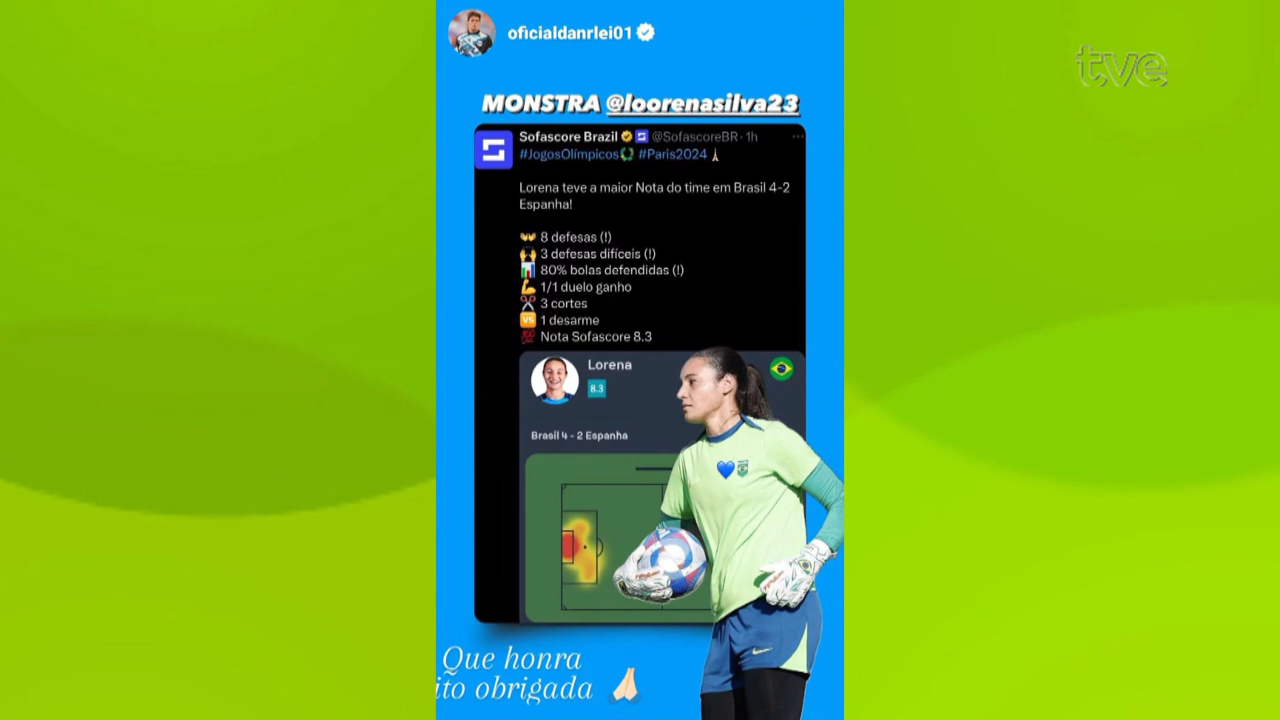 oficialdanrlei01
tve
MONSTRA @loorenasilva23
Sofascore Brazil @SofascoreBR · 1h
#JogosOlímpicos #Paris2024
Lorena teve a maior Nota do time em Brasil 4-2
Espanha!
8 defesas (!)
3 defesas difíceis (!)
80% bolas defendidas (!)
1/1 duelo ganho
3 cortes
VS 1 desarme
100 Nota Sofascore 8.3
Lorena
8.3
Brasil 4 - 2 Espanha
Que honra
ito obrigada